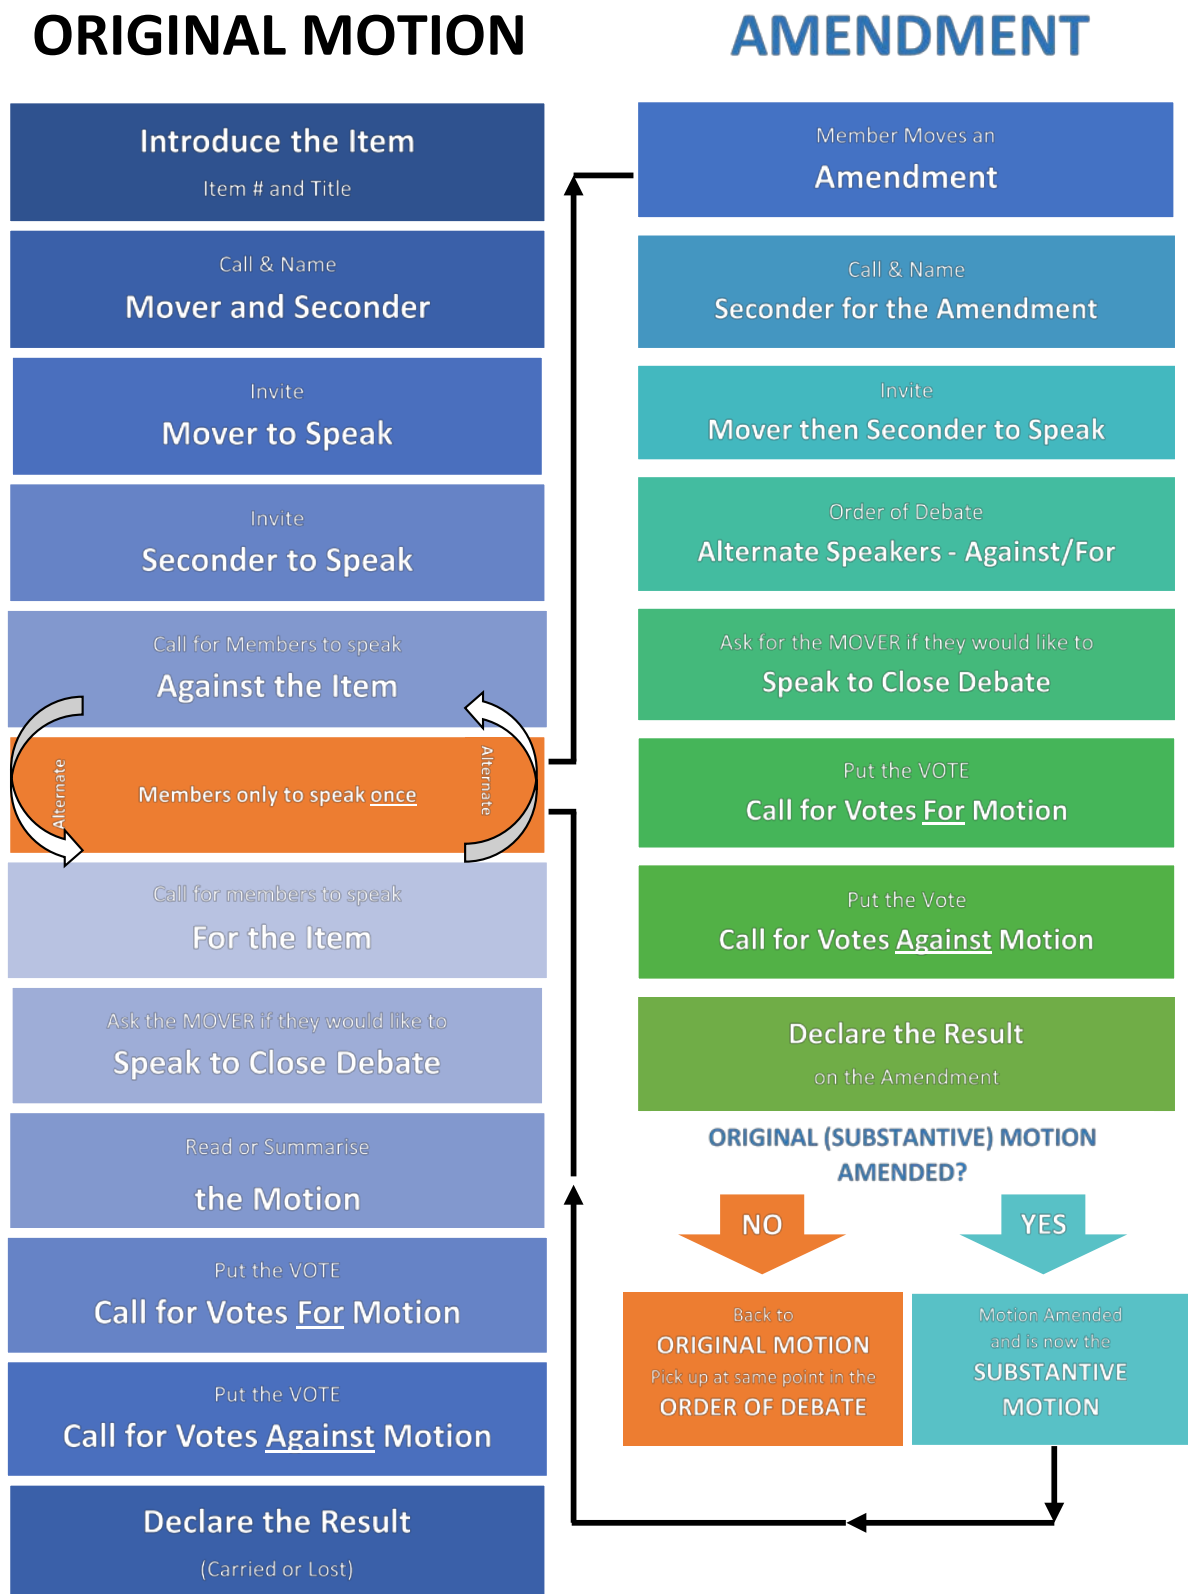 ORIGINAL MOTION
Introduce the Item
Item # and Title
Call & Name
Mover and Seconder
Invite
Mover to Speak
Invite
Seconder to Speak
Call for Members to speak
Against the Item
Alternate
Members only to speak once
Alternate
Call for members to speak
For the Item
Ask the MOVER if they would like to
Speak to Close Debate
Read or Summarise
the Motion
Put the VOTE
Call for Votes For Motion
Put the VOTE
Call for Votes Against Motion
Declare the Result
(Carried or Lost)
AMENDMENT
Member Moves an
Amendment
Call & Name
Seconder for the Amendment
Invite
Mover then Seconder to Speak
Order of Debate
Alternate Speakers - Against/For
Ask for the MOVER if they would like to
Speak to Close Debate
Put the VOTE
Call for Votes For Motion
Put the Vote
Call for Votes Against Motion
Declare the Result
on the Amendment
ORIGINAL (SUBSTANTIVE) MOTION
AMENDED?
NO
Back to
ORIGINAL MOTION
Pick up at same point in the
ORDER OF DEBATE
YES
Motion Amended
and is now the
SUBSTANTIVE
MOTION